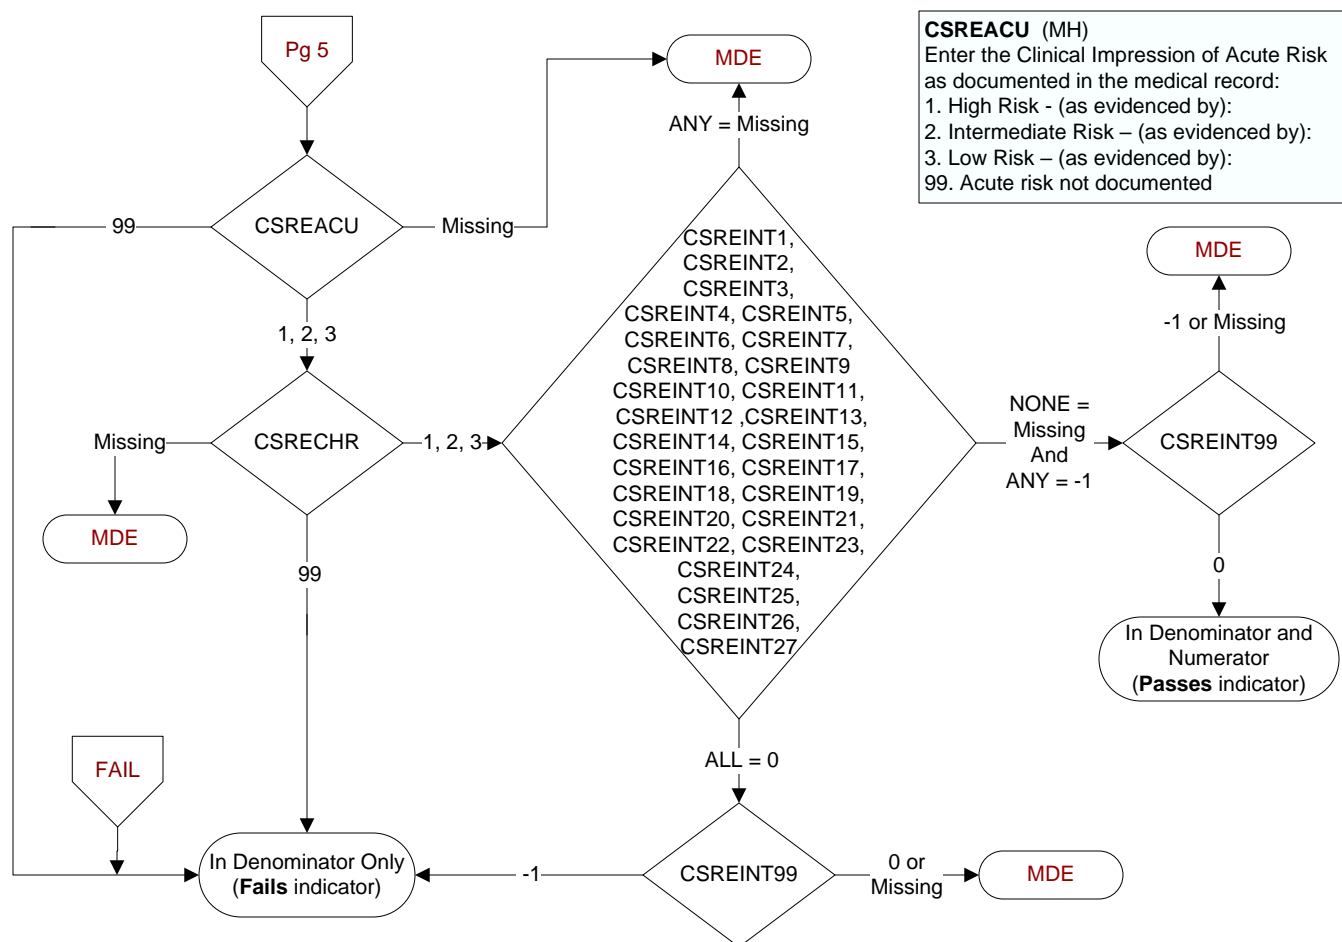 Pg 5
MDE
CSREACU (MH)
Enter the Clinical Impression of Acute Risk
as documented in the medical record:
1. High Risk - (as evidenced by):
2. Intermediate Risk – (as evidenced by):
3. Low Risk – (as evidenced by):
99. Acute risk not documented
ANY = Missing
99
CSREACU
Missing
1, 2, 3
CSREINT1,
CSREINT2,
CSREINT3,
CSREINT4, CSREINT5,
CSREINT6, CSREINT7,
CSREINT8, CSREINT9
CSREINT10, CSREINT11,
CSREINT12 ,CSREINT13,
CSREINT14, CSREINT15,
CSREINT16, CSREINT17,
CSREINT18, CSREINT19,
CSREINT20, CSREINT21,
CSREINT22, CSREINT23,
CSREINT24,
CSREINT25,
CSREINT26,
CSREINT27
MDE
-1 or Missing
Missing
CSRECHR
1, 2, 3
NONE =
Missing
And
ANY = -1
CSREINT99
MDE
99
0
In Denominator and
Numerator
(Passes indicator)
FAIL
ALL = 0
In Denominator Only
(Fails indicator)
-1
CSREINT99
0 or
Missing
MDE